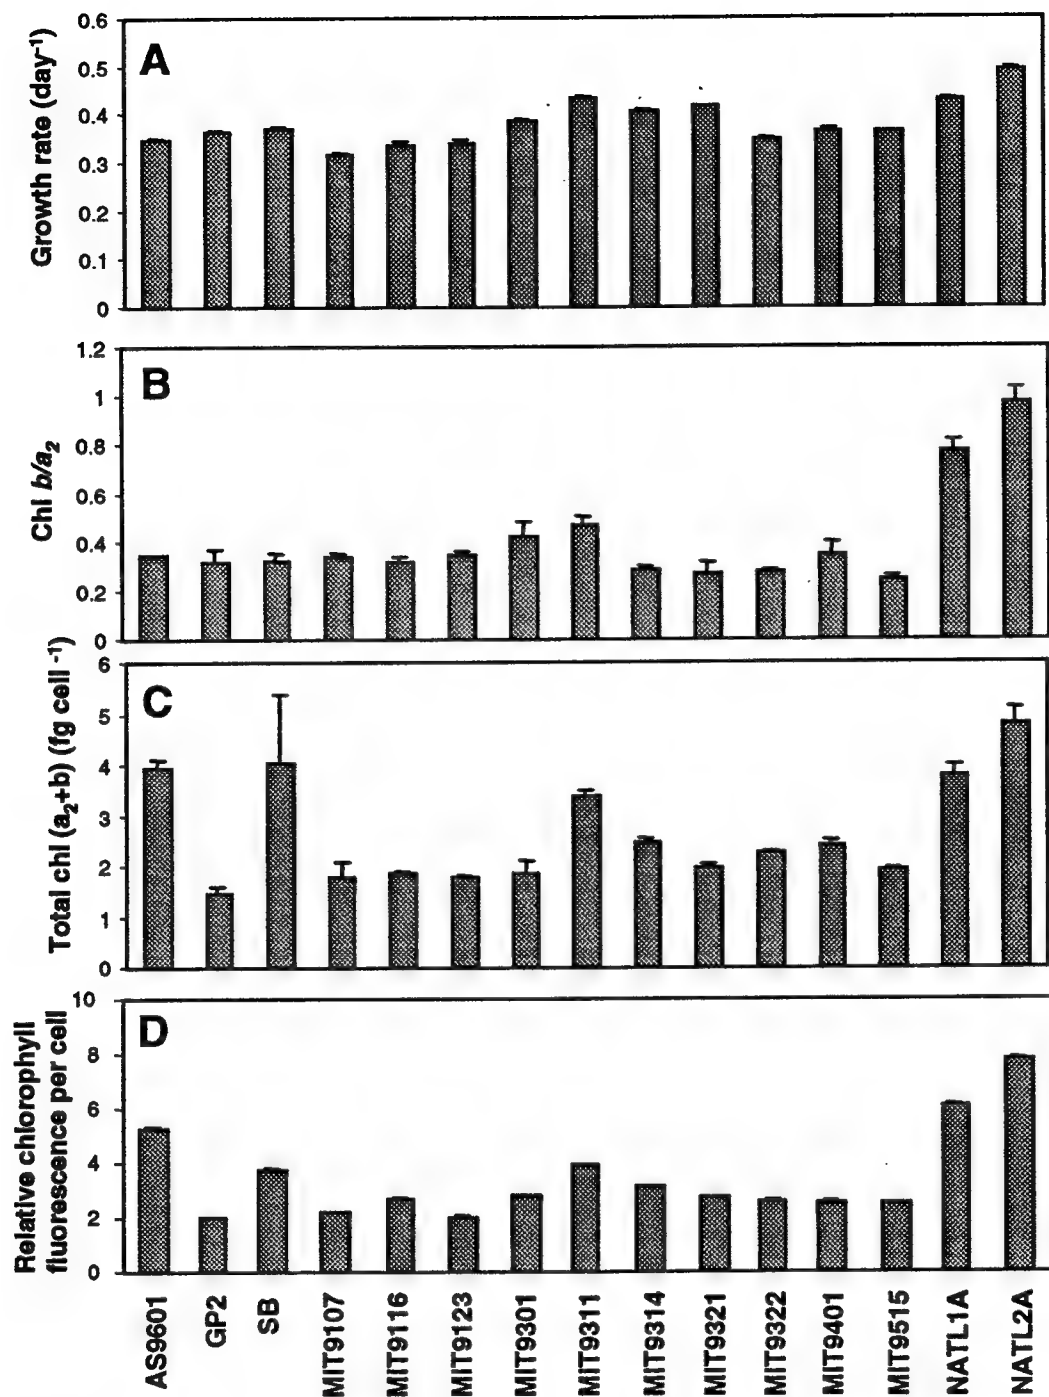 A
Growth rate (day⁻¹)
0.6
0.5
0.4
0.3
0.2
0.1
0
B
Chl b/a₂
1.2
1
0.8
0.6
0.4
0.2
0
C
Total chl (a₂+b) (fg cell⁻¹)
6
5
4
3
2
1
0
D
Relative chlorophyll
fluorescence per cell
10
8
6
4
2
0
AS9601
GP2
SB
MIT9107
MIT9116
MIT9123
MIT9301
MIT9311
MIT9314
MIT9321
MIT9322
MIT9401
MIT9515
NATL1A
NATL2A